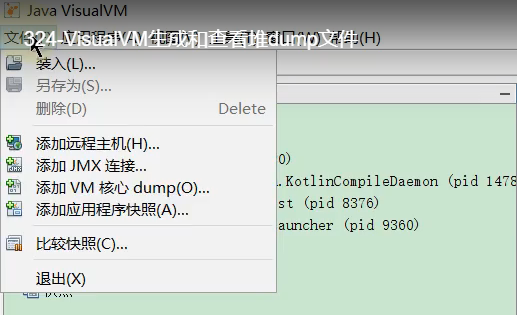 Java VisualVM
324-VisualVM生成和查看堆dump文件
文件
(W)
(H)
装入(L)...
另存为(S)...
删除(D) Delete
添加远程主机(H)...
0)
添加 JMX 连接...
.KotlinCompileDaemon (pid 1478
添加 VM 核心 dump(O)...
st (pid 8376)
添加应用程序快照(A)...
auncher (pid 9360)
比较快照(C)...
退出(X)
快照